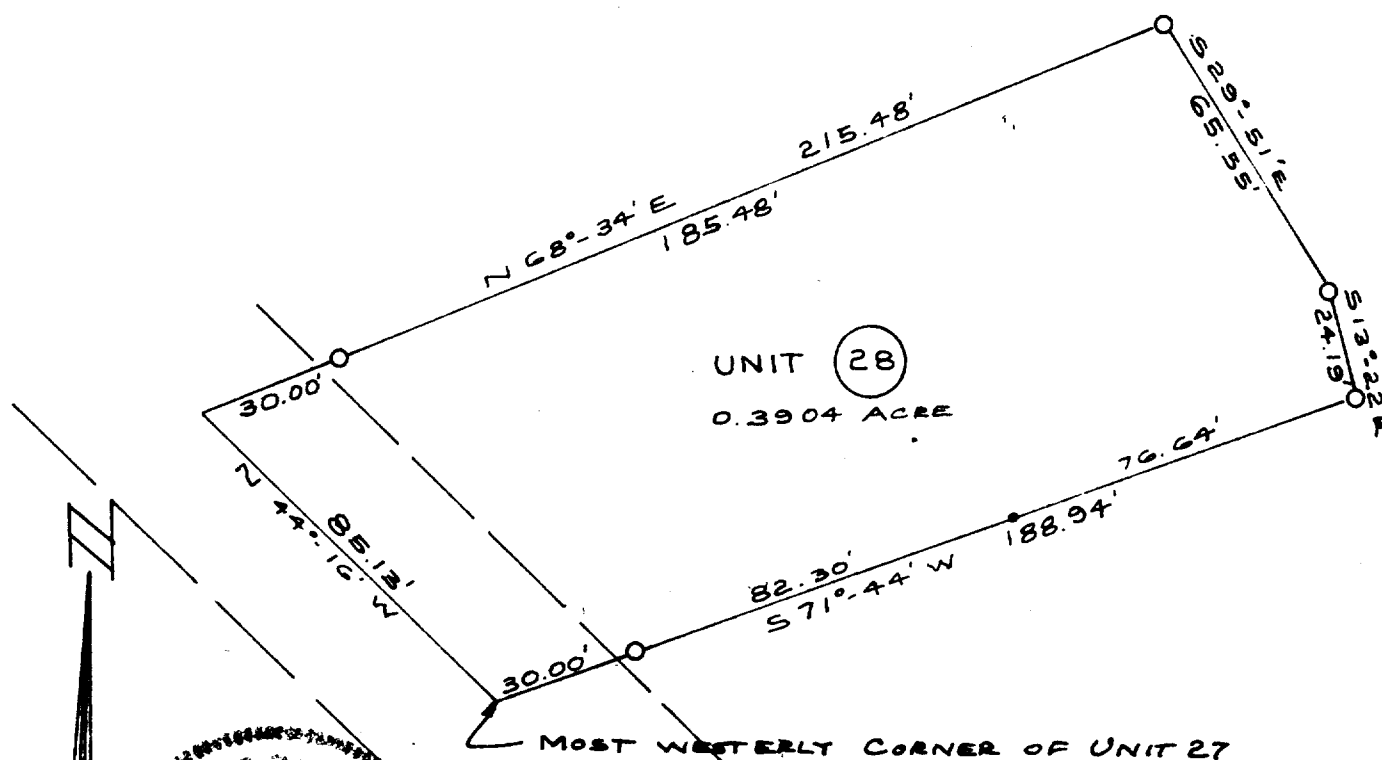 215.48'
N 68°-34' E
185.48'
S 29°-51' E
65.55'
30.00'
UNIT 28
0.3904 ACRE
S 13°-22' E
24.19'
N 44°-16' W
85.13'
76.64'
188.94'
82.30'
S 71°-44' W
30.00'
N
MOST WESTERLY CORNER OF UNIT 27